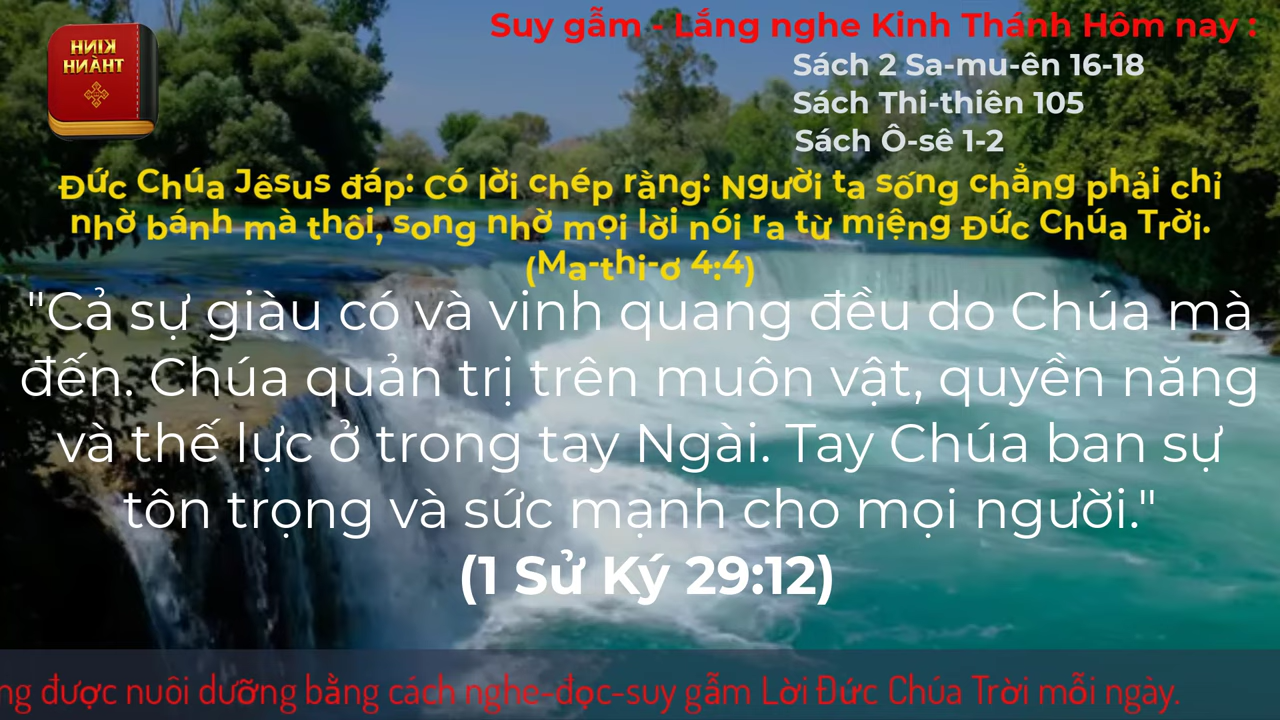 KINH
THÁNH
Suy gẫm - Lắng nghe Kinh Thánh Hôm nay :
Sách 2 Sa-mu-ên 16-18
Sách Thi-thiên 105
Sách Ô-sê 1-2
Đức Chúa Jêsus đáp: Có lời chép rằng: Người ta sống chẳng phải chỉ
nhờ bánh mà thôi, song nhờ mọi lời nói ra từ miệng Đức Chúa Trời.
(Ma-thi-ơ 4:4)
"Cả sự giàu có và vinh quang đều do Chúa mà
đến. Chúa quản trị trên muôn vật, quyền năng
và thế lực ở trong tay Ngài. Tay Chúa ban sự
tôn trọng và sức mạnh cho mọi người."
(1 Sử Ký 29:12)
ng được nuôi dưỡng bằng cách nghe-đọc-suy gẫm Lời Đức Chúa Trời mỗi ngày.